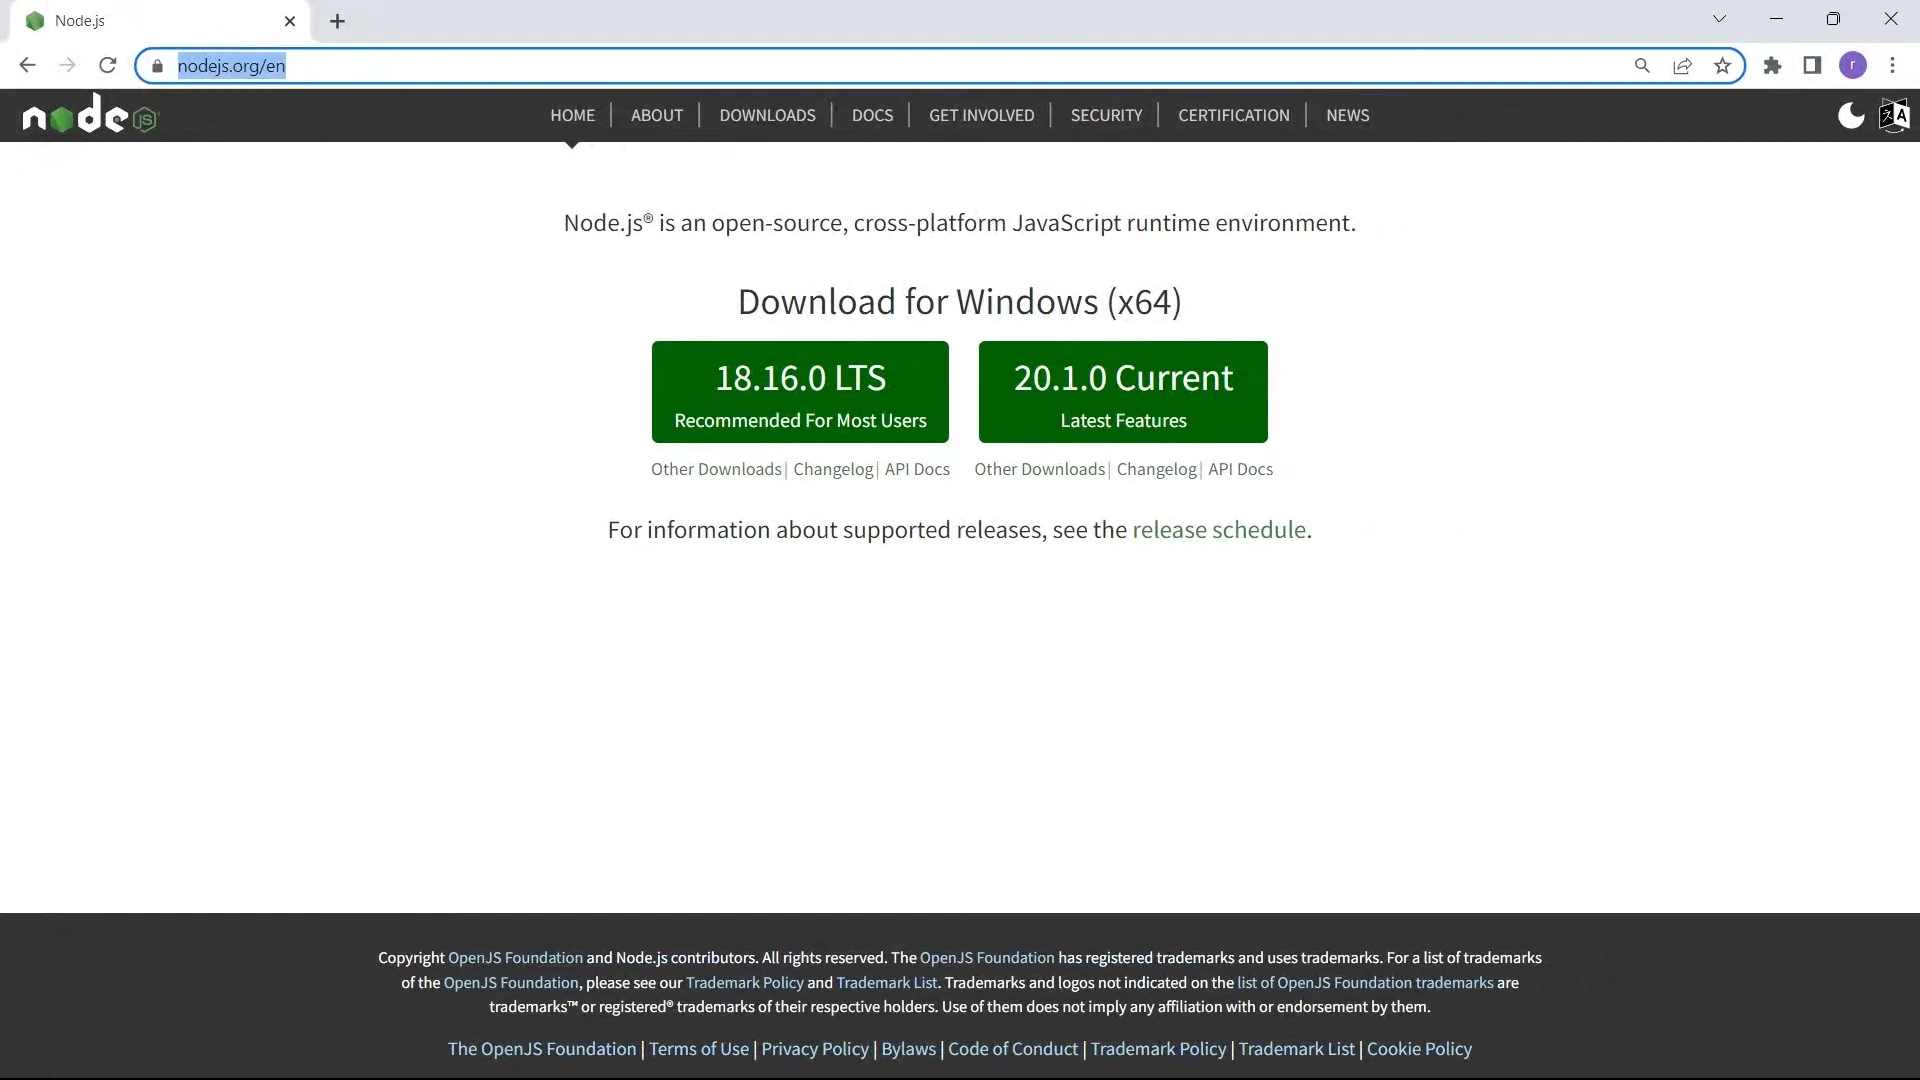 Node.js
nodejs.org/en
r
node JS
HOME | ABOUT | DOWNLOADS | DOCS | GET INVOLVED | SECURITY | CERTIFICATION | NEWS
Node.js® is an open-source, cross-platform JavaScript runtime environment.
Download for Windows (x64)
18.16.0 LTS
Recommended For Most Users
20.1.0 Current
Latest Features
Other Downloads | Changelog | API Docs
Other Downloads | Changelog | API Docs
For information about supported releases, see the release schedule.
Copyright OpenJS Foundation and Node.js contributors. All rights reserved. The OpenJS Foundation has registered trademarks and uses trademarks. For a list of trademarks
of the OpenJS Foundation, please see our Trademark Policy and Trademark List. Trademarks and logos not indicated on the list of OpenJS Foundation trademarks are
trademarks™ or registered® trademarks of their respective holders. Use of them does not imply any affiliation with or endorsement by them.
The OpenJS Foundation | Terms of Use | Privacy Policy | Bylaws | Code of Conduct | Trademark Policy | Trademark List | Cookie Policy